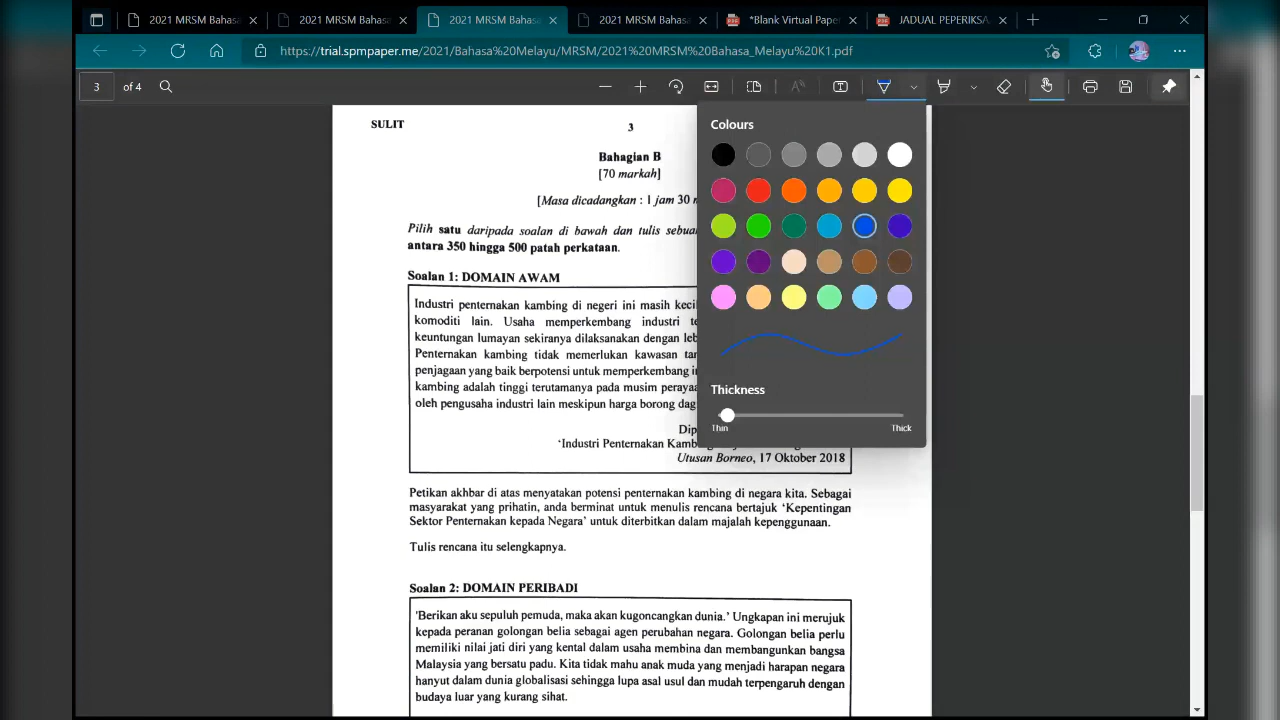 2021 MRSM Bahasa
2021 MRSM Bahasa
2021 MRSM Bahasa
2021 MRSM Bahasa
*Blank Virtual Paper
JADUAL PEPERIKSA
https://trial.spmpaper.me/2021/Bahasa%20Melayu/MRSM/2021%20MRSM%20Bahasa_Melayu%20K1.pdf
3 of 4
SULIT
3
Bahagian B
[70 markah]
[Masa dicadangkan : 1 jam 30
Pilih satu daripada soalan di bawah dan tulis
antara 350 hingga 500 patah perkataan.
Soalan 1: DOMAIN AWAM
Industri penternakan kambing di negeri ini masih
komoditi lain. Usaha memperkembang industri
keuntungan lumayan sekiranya dilaksanakan dengan
Penternakan kambing tidak memerlukan kawasan
penjagaan yang baik berpotensi untuk memperkembang
kambing adalah tinggi terutamanya pada musim
oleh pengusaha industri lain meskipun harga borong
'Industri Penternakan
Utusan Borneo, 17 Oktober 2018
Petikan akhbar di atas menyatakan potensi penternakan kambing di negara kita. Sebagai
masyarakat yang prihatin, anda berminat untuk menulis rencana bertajuk 'Kepentingan
Sektor Penternakan kepada Negara' untuk diterbitkan dalam majalah kepenggunaan.
Tulis rencana itu selengkapnya.
Soalan 2: DOMAIN PERIBADI
'Berikan aku sepuluh pemuda, maka akan kugoncangkan dunia.' Ungkapan ini merujuk
kepada peranan golongan belia sebagai agen perubahan negara. Golongan belia perlu
memiliki nilai jati diri yang kental dalam usaha membina dan membangunkan bangsa
Malaysia yang bersatu padu. Kita tidak mahu anak muda yang menjadi harapan negara
hanyut dalam dunia globalisasi sehingga lupa asal usul dan mudah terpengaruh dengan
budaya luar yang kurang sihat.
Colours
Thickness
Thin
Thick